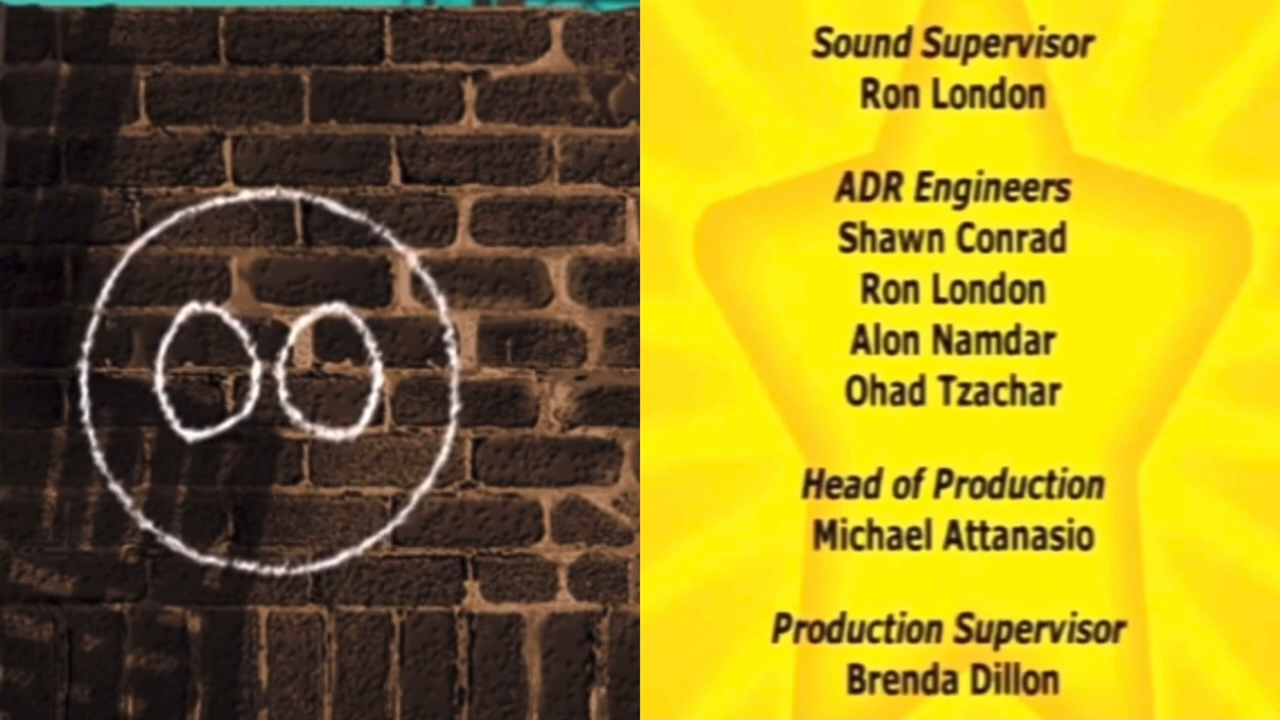 Sound Supervisor
Ron London
ADR Engineers
Shawn Conrad
Ron London
Alon Namdar
Ohad Tzachar
Head of Production
Michael Attanasio
Production Supervisor
Brenda Dillon